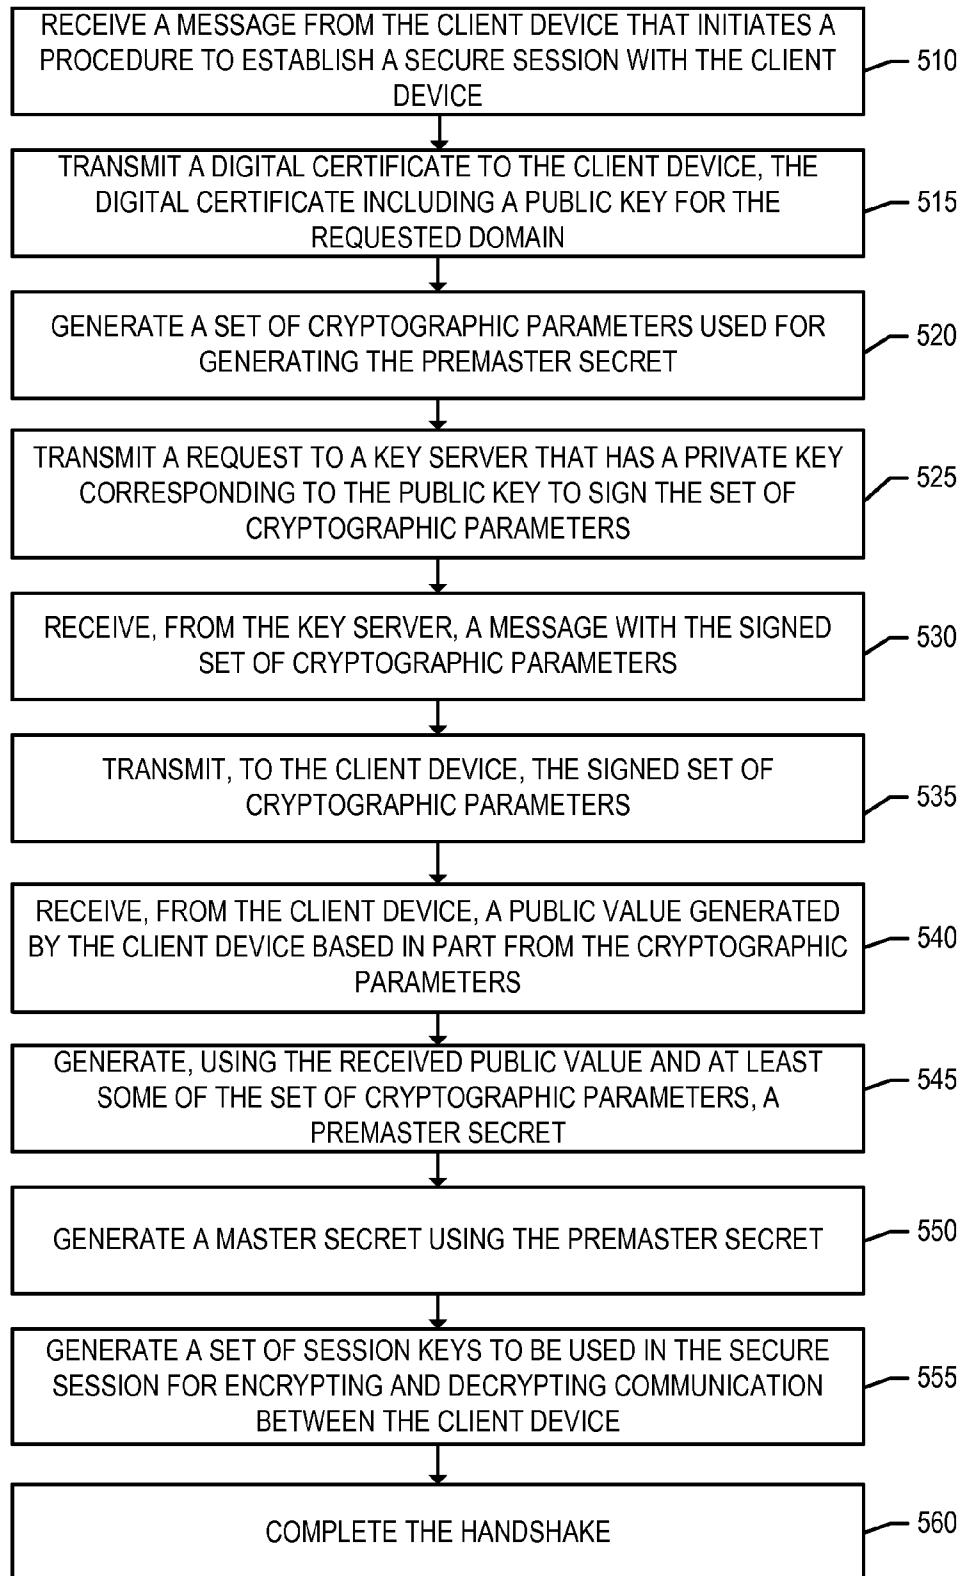 RECEIVE A MESSAGE FROM THE CLIENT DEVICE THAT INITIATES A
PROCEDURE TO ESTABLISH A SECURE SESSION WITH THE CLIENT
DEVICE
510
TRANSMIT A DIGITAL CERTIFICATE TO THE CLIENT DEVICE, THE
DIGITAL CERTIFICATE INCLUDING A PUBLIC KEY FOR THE
REQUESTED DOMAIN
515
GENERATE A SET OF CRYPTOGRAPHIC PARAMETERS USED FOR
GENERATING THE PREMASTER SECRET
520
TRANSMIT A REQUEST TO A KEY SERVER THAT HAS A PRIVATE KEY
CORRESPONDING TO THE PUBLIC KEY TO SIGN THE SET OF
CRYPTOGRAPHIC PARAMETERS
525
RECEIVE, FROM THE KEY SERVER, A MESSAGE WITH THE SIGNED
SET OF CRYPTOGRAPHIC PARAMETERS
530
TRANSMIT, TO THE CLIENT DEVICE, THE SIGNED SET OF
CRYPTOGRAPHIC PARAMETERS
535
RECEIVE, FROM THE CLIENT DEVICE, A PUBLIC VALUE GENERATED
BY THE CLIENT DEVICE BASED IN PART FROM THE CRYPTOGRAPHIC
PARAMETERS
540
GENERATE, USING THE RECEIVED PUBLIC VALUE AND AT LEAST
SOME OF THE SET OF CRYPTOGRAPHIC PARAMETERS, A
PREMASTER SECRET
545
GENERATE A MASTER SECRET USING THE PREMASTER SECRET
550
GENERATE A SET OF SESSION KEYS TO BE USED IN THE SECURE
SESSION FOR ENCRYPTING AND DECRYPTING COMMUNICATION
BETWEEN THE CLIENT DEVICE
555
COMPLETE THE HANDSHAKE
560